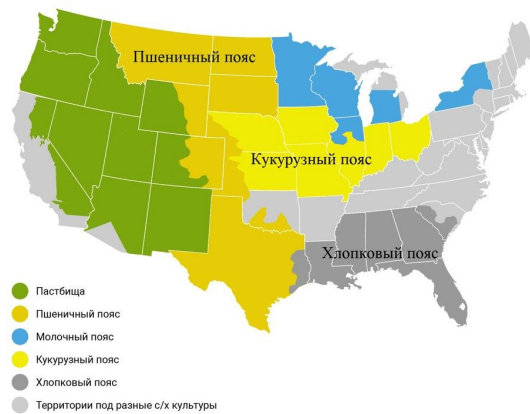 Пшеничный пояс
Кукурузный пояс
Хлопковый пояс
Пастбища
Пшеничный пояс
Молочный пояс
Кукурузный пояс
Хлопковый пояс
Территории под разные с/х культуры